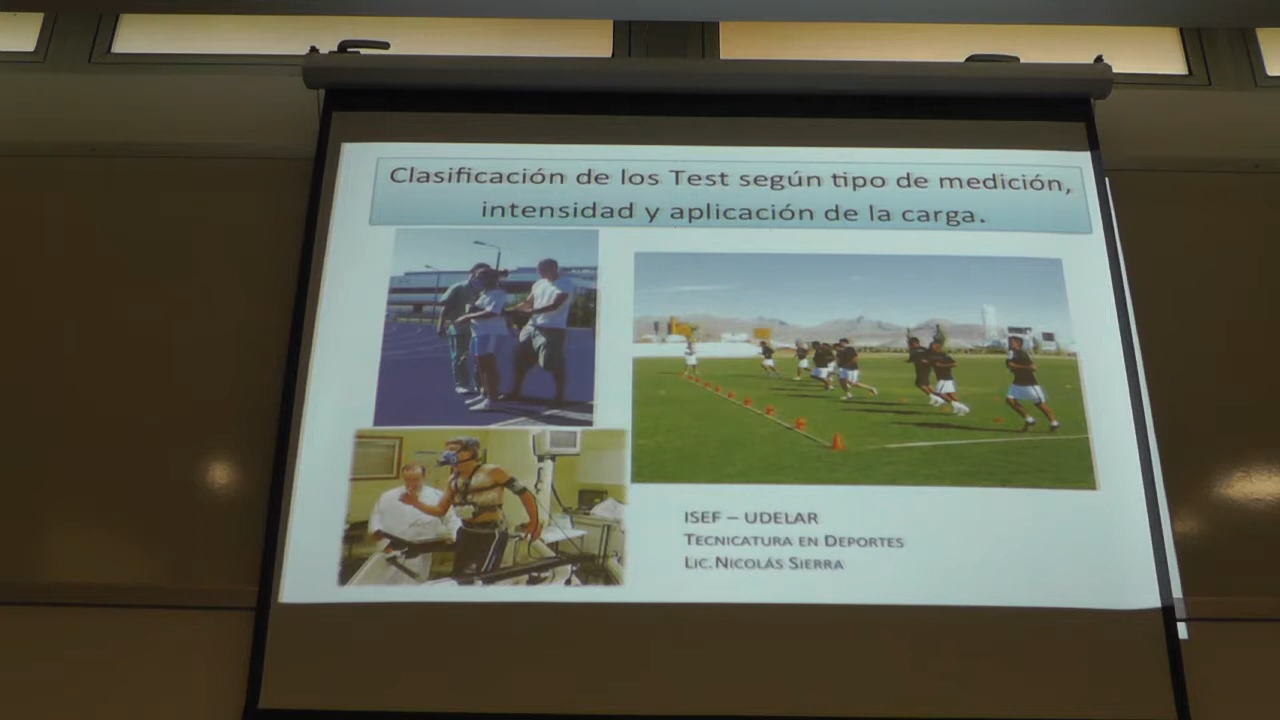 Clasificación de los Test según tipo de medición,
intensidad y aplicación de la carga.
ISEF – UDELAR
TECNICATURA EN DEPORTES
LIC. NICOLÁS SIERRA